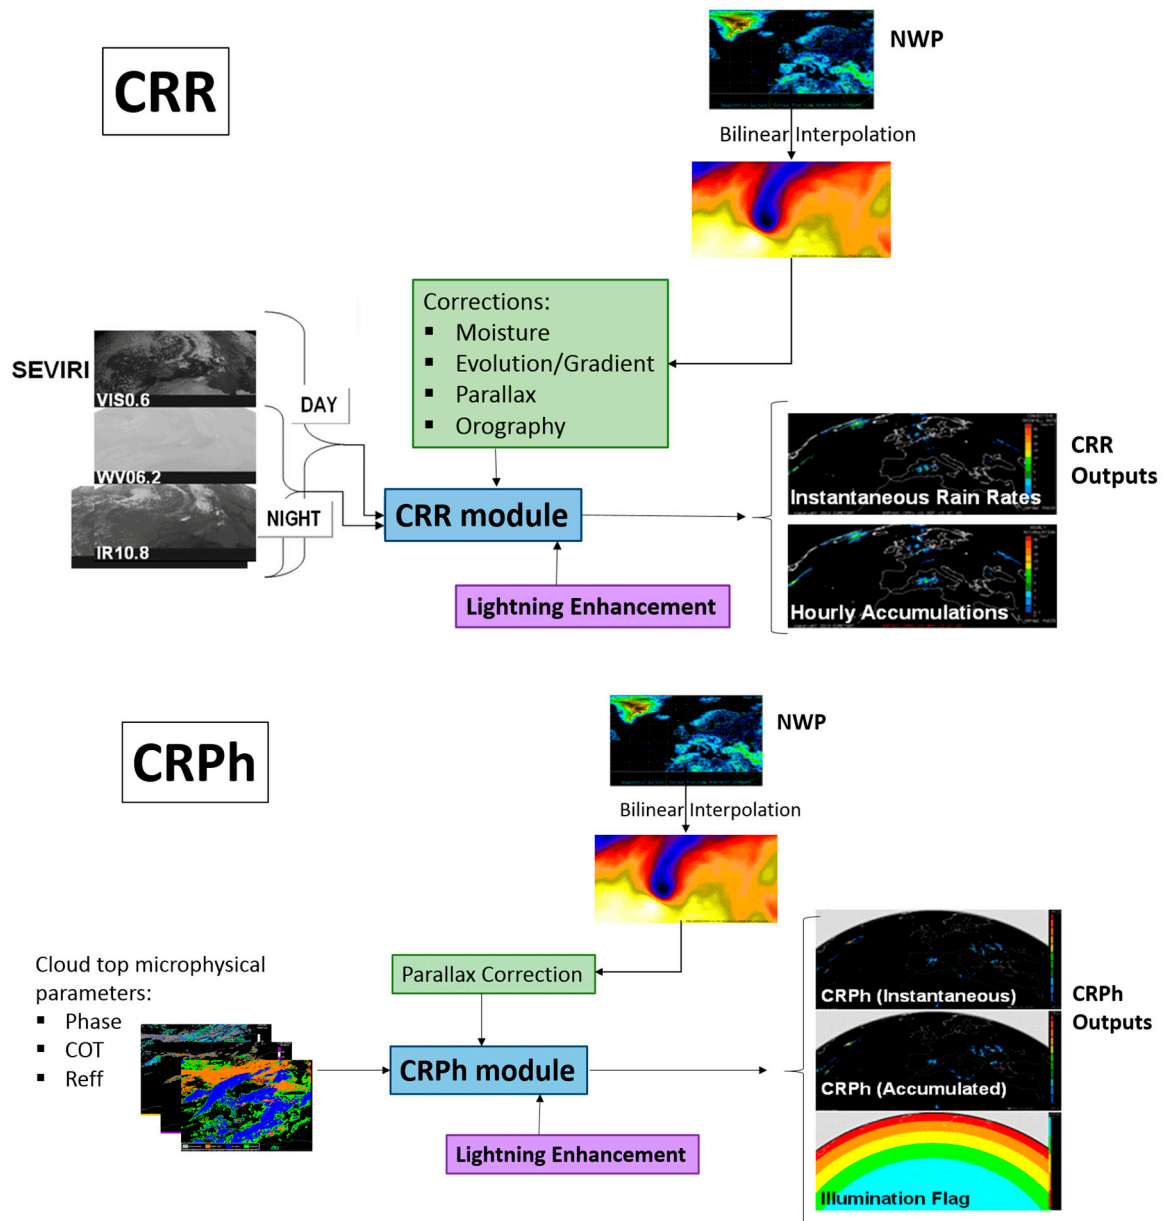 CRR
NWP
Bilinear Interpolation
Corrections:
Moisture
Evolution/Gradient
Parallax
Orography
SEVIRI
VIS0.6
DAY
WV06.2
NIGHT
IR10.8
CRR module
Lightning Enhancement
Instantaneous Rain Rates
Hourly Accumulations
CRR
Outputs
CRPh
NWP
Bilinear Interpolation
Parallax Correction
Cloud top microphysical
parameters:
Phase
COT
Reff
CRPh module
Lightning Enhancement
CRPh (Instantaneous)
CRPh (Accumulated)
Illumination Flag
CRPh
Outputs